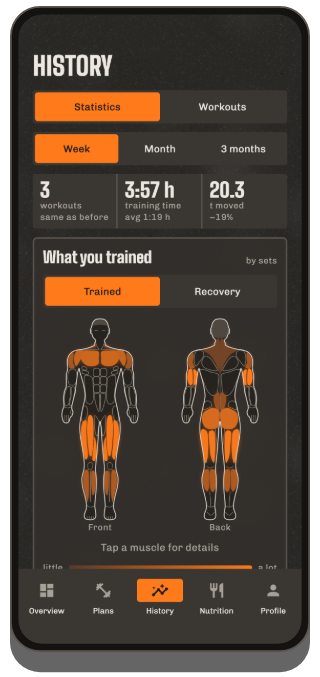 HISTORY
Statistics Workouts
Week Month 3 months
3 3:57 h 20.3
workouts training time t moved
same as before avg 1:19 h ~19%
What you trained by sets
Trained Recovery
Front Back
Tap a muscle for details
little a lot
Overview Plans History Nutrition Profile